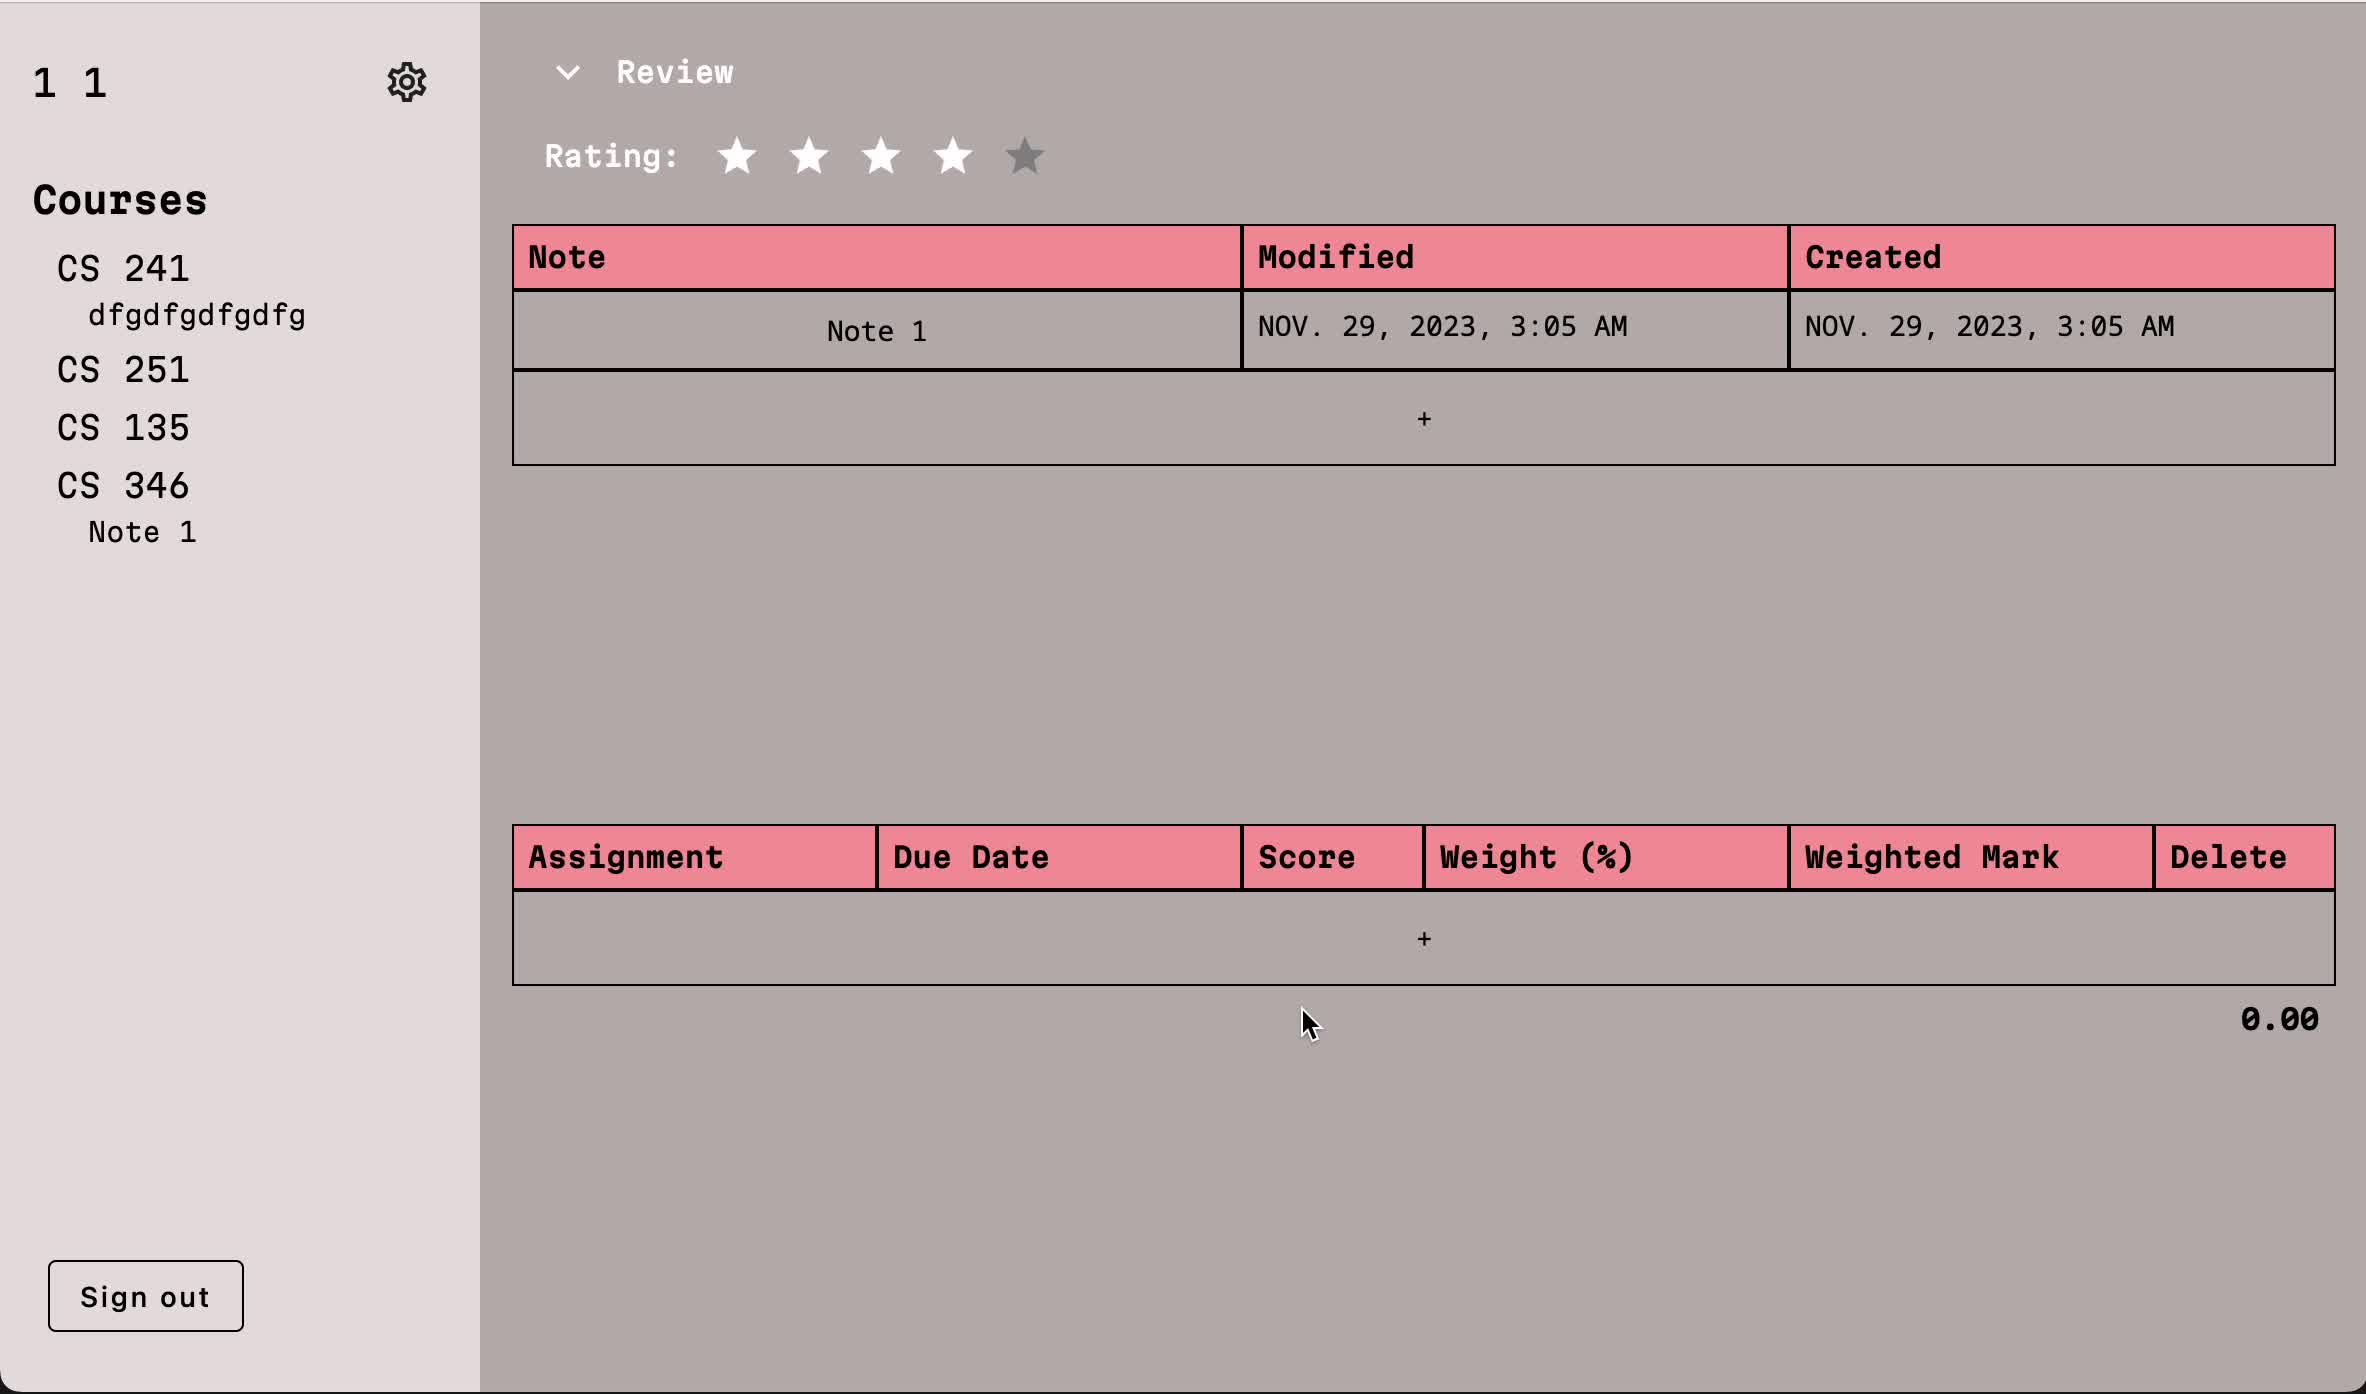 1 1
Courses
CS 241
dfgdfgdfgdfg
CS 251
CS 135
CS 346
Note 1
Sign out
Review
Rating:
Note Modified Created
Note 1 NOV. 29, 2023, 3:05 AM NOV. 29, 2023, 3:05 AM
+
Assignment Due Date Score Weight (%) Weighted Mark Delete
+
0.00